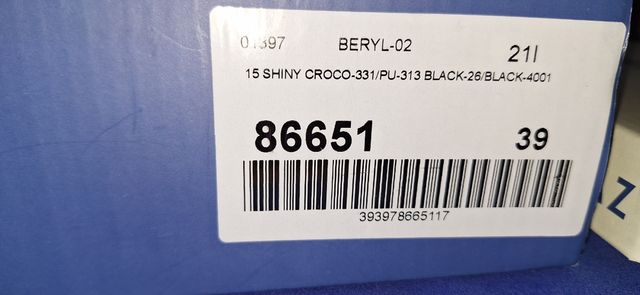 01397 BERYL-02 21I
15 SHINY CROCO-331/PU-313 BLACK-26/BLACK-4001
86651 39
393978665117
Z